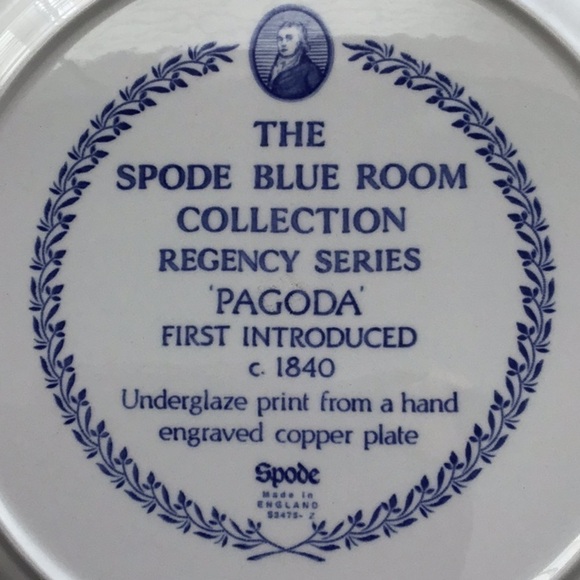 THE
SPODE BLUE ROOM
COLLECTION
REGENCY SERIES
'PAGODA'
FIRST INTRODUCED
c. 1840
Underglaze print from a hand
engraved copper plate
Spode
Made in
ENGLAND